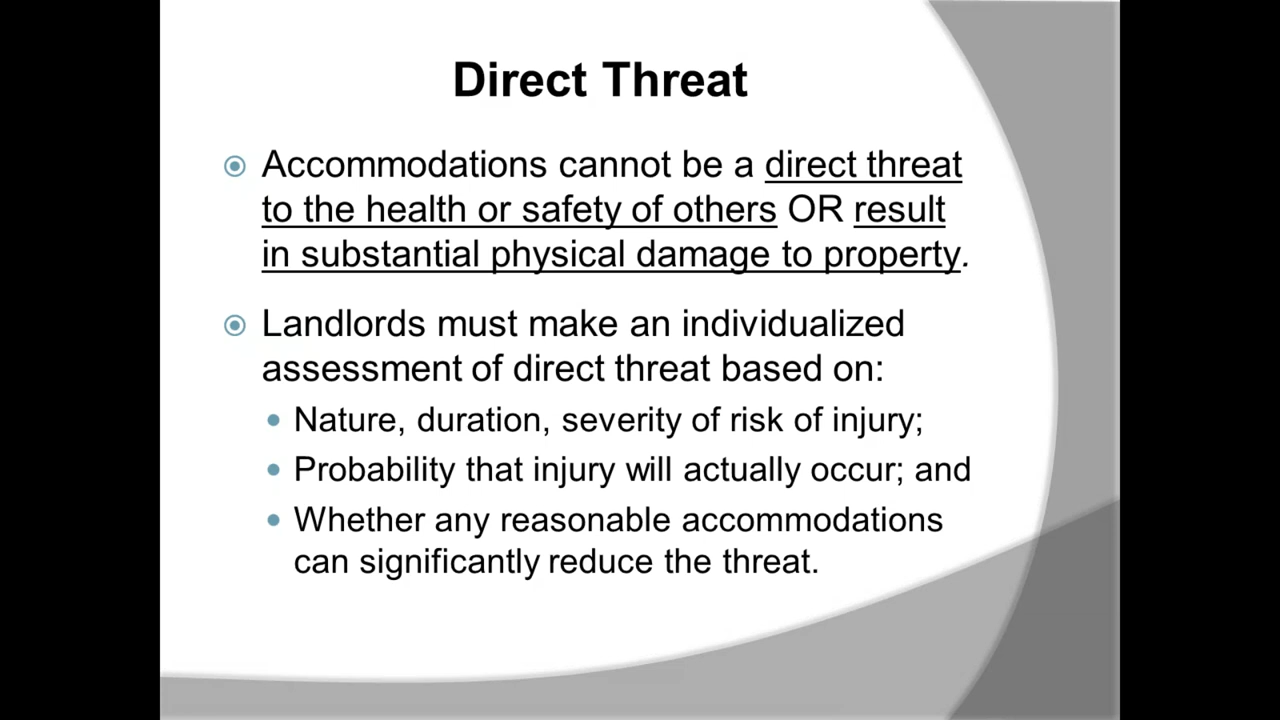 Direct Threat
Accommodations cannot be a direct threat
to the health or safety of others OR result
in substantial physical damage to property.
Landlords must make an individualized
assessment of direct threat based on:
Nature, duration, severity of risk of injury;
Probability that injury will actually occur; and
Whether any reasonable accommodations
can significantly reduce the threat.